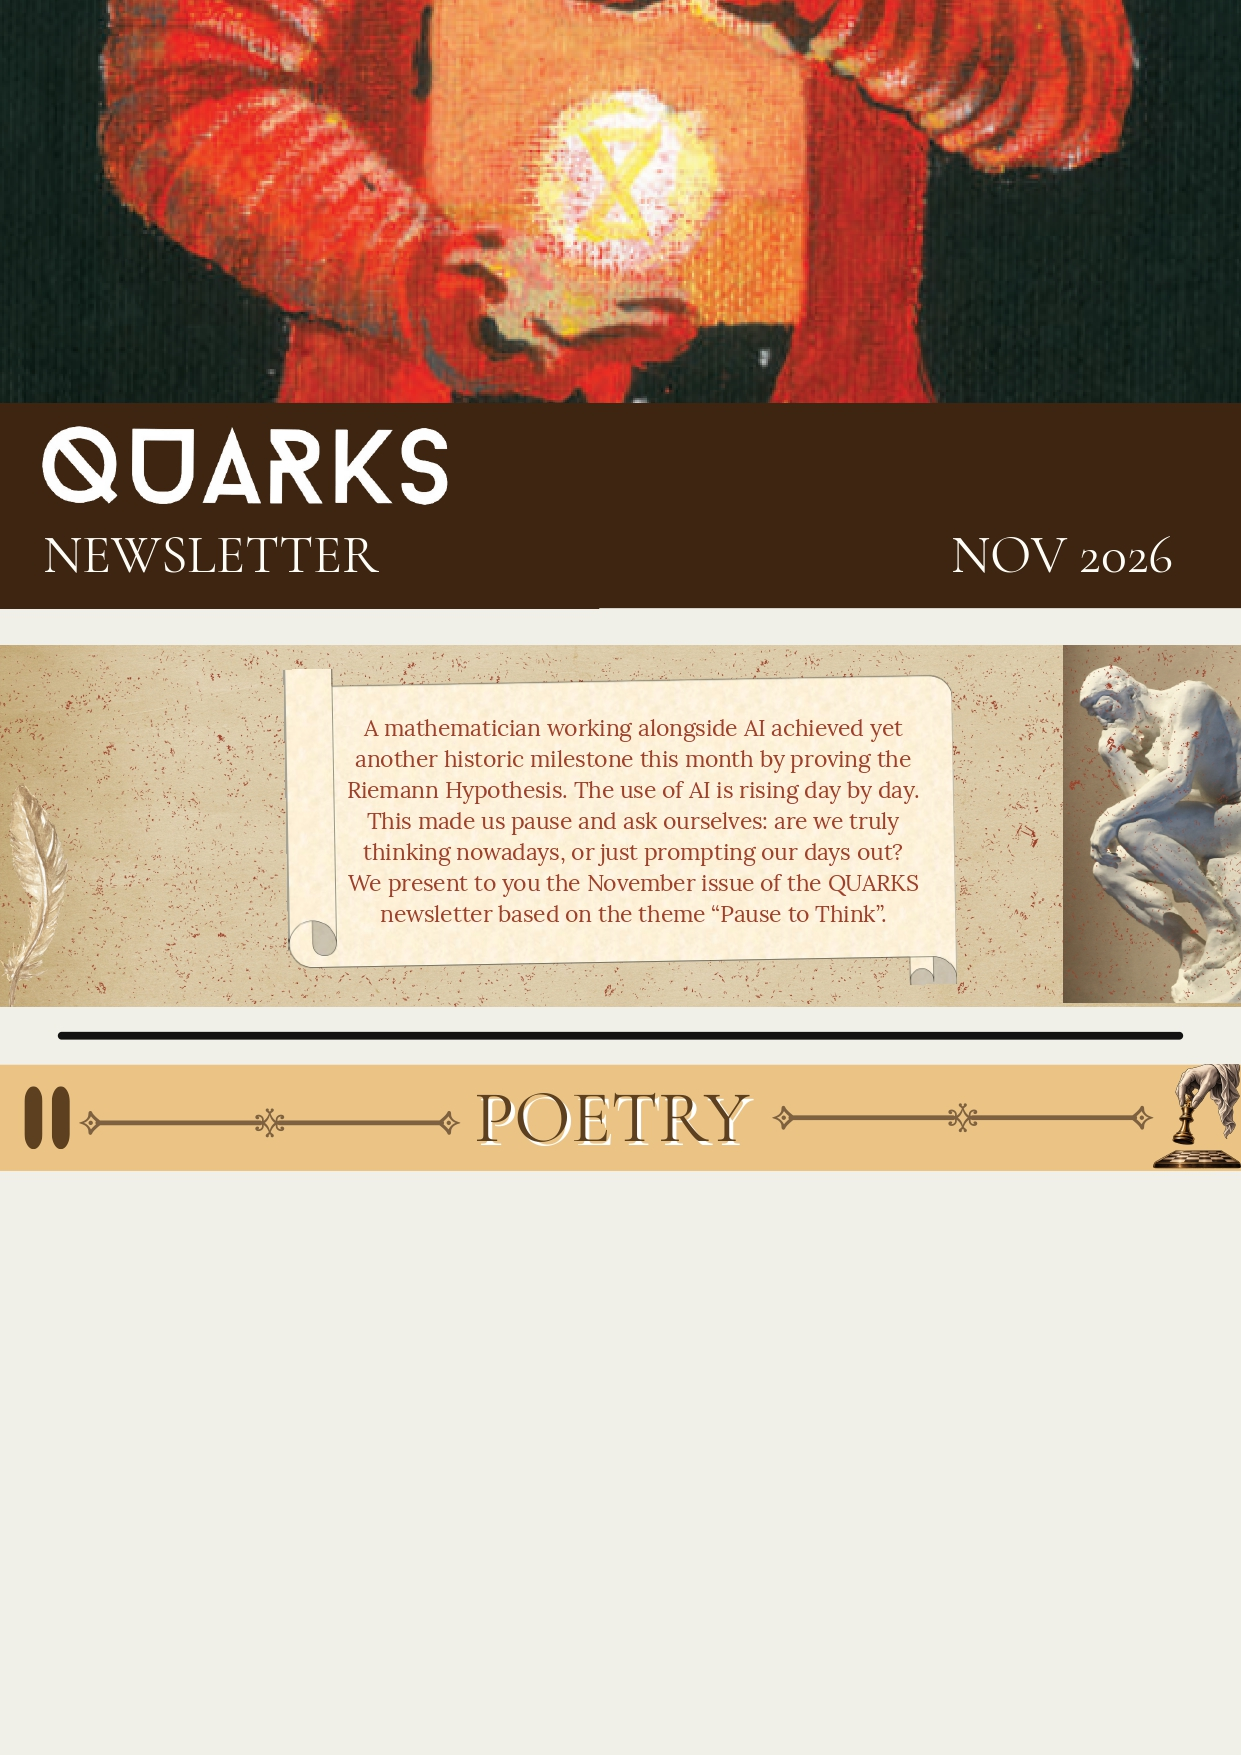 QUARKS
NEWSLETTER
NOV 2026
A mathematician working alongside AI achieved yet
another historic milestone this month by proving the
Riemann Hypothesis. The use of AI is rising day by day.
This made us pause and ask ourselves: are we truly
thinking nowadays, or just prompting our days out?
We present to you the November issue of the QUARKS
newsletter based on the theme “Pause to Think”.
POETRY